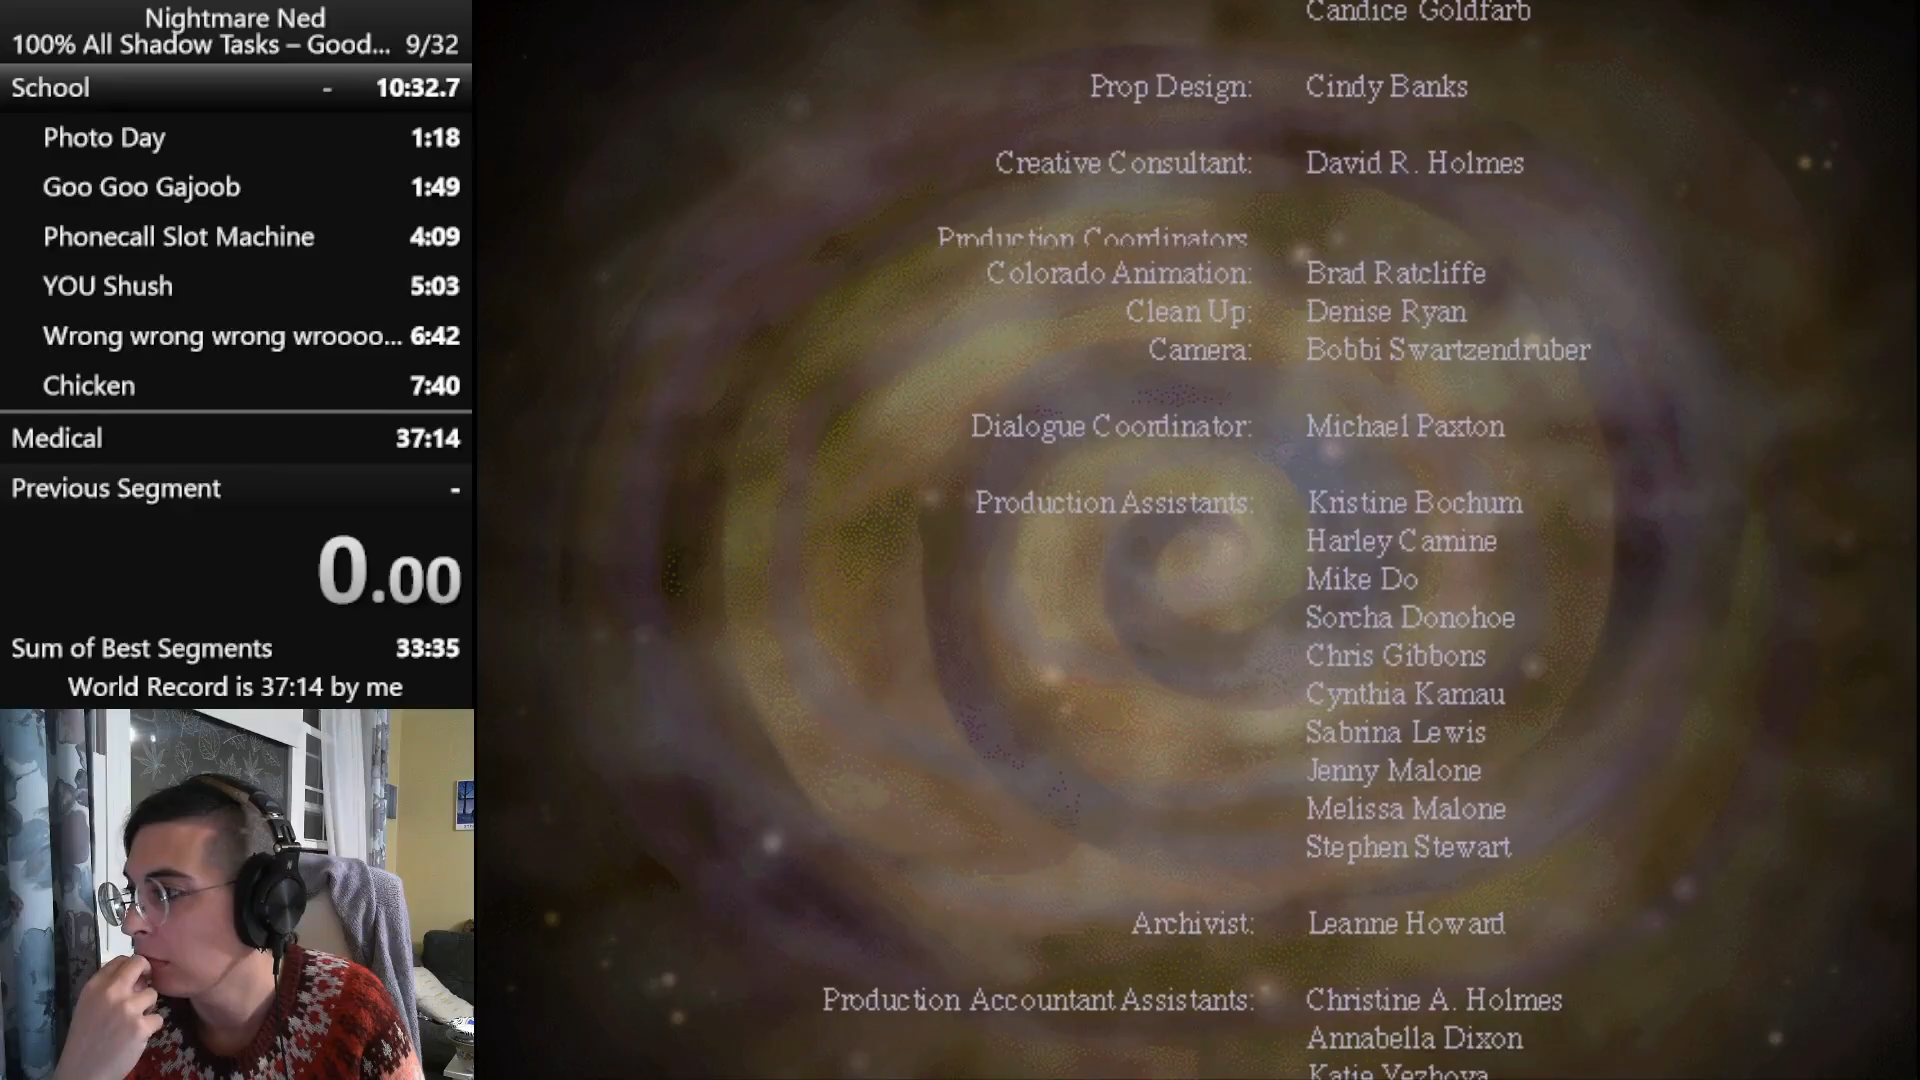 Nightmare Ned
100% All Shadow Tasks – Good... 9/32
School - 10:32.7
Photo Day 1:18
Goo Goo Gajoob 1:49
Phonecall Slot Machine 4:09
YOU Shush 5:03
Wrong wrong wrong wroooo... 6:42
Chicken 7:40
Medical 37:14
Previous Segment -
0.00
Sum of Best Segments 33:35
World Record is 37:14 by me
Candice Goldfarb
Prop Design: Cindy Banks
Creative Consultant: David R. Holmes
Production Coordinators
Colorado Animation: Brad Ratcliffe
Clean Up: Denise Ryan
Camera: Bobbi Swartzendruber
Dialogue Coordinator: Michael Paxton
Production Assistants: Kristine Bochum
Harley Carnine
Mike Do
Sorcha Donohoe
Chris Gibbons
Cynthia Kamau
Sabrina Lewis
Jenny Malone
Melissa Malone
Stephen Stewart
Archivist: Leanne Howard
Production Accountant Assistants: Christine A. Holmes
Annabella Dixon
Katie Vezhova